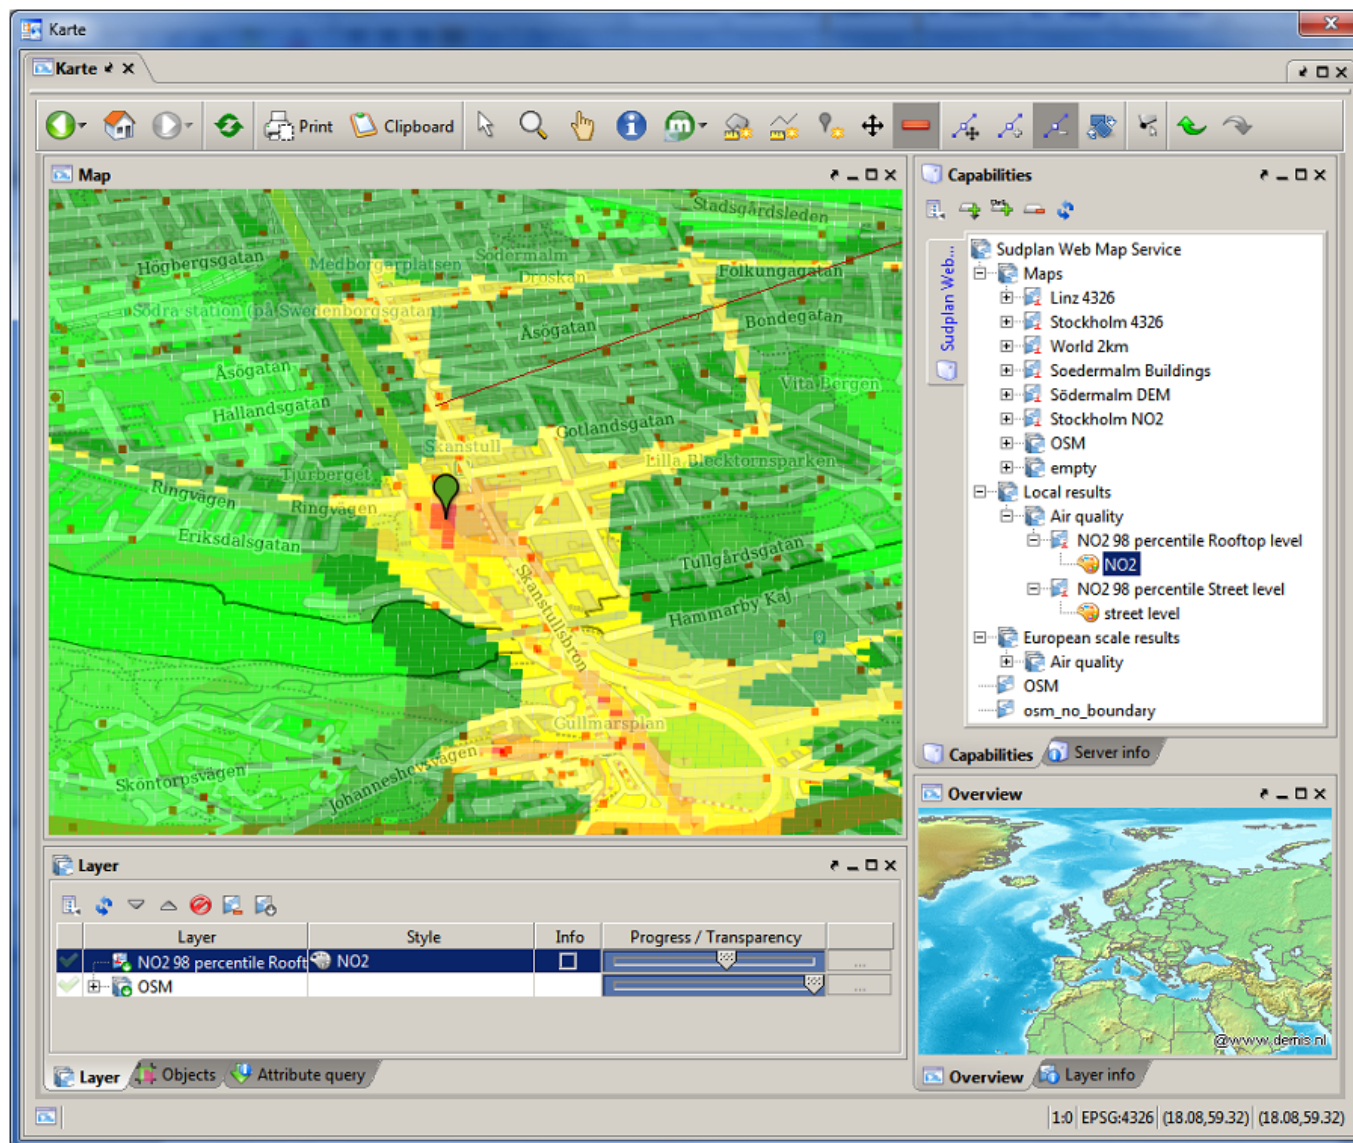 Karte
Karte
Print
Clipboard
Map
Stadsgårdsleden
Högbergsgatan
Medborgarplatsen
Södermalm
Droskan
Folkungagatan
Södra station (på Swedenborgsgatan)
Åsögatan
Bondegatan
Åsögatan
Vita Bergen
Hallandsgatan
Gotlandsgatan
Skanstull
Lilla Blecktornsparken
Tjurberget
Ringvägen
Ringvägen
Eriksdalsgatan
Tullgårdsgatan
Skanstullsbron
Hammarby Kaj
Gullmarsplan
Sköntorpsvägen
Johanneshovsvägen
Capabilities
Sudplan Web...
Sudplan Web Map Service
Maps
Linz 4326
Stockholm 4326
World 2km
Soedermalm Buildings
Södermalm DEM
Stockholm NO2
OSM
empty
Local results
Air quality
NO2 98 percentile Rooftop level
NO2
NO2 98 percentile Street level
street level
European scale results
Air quality
OSM
osm_no_boundary
Capabilities
Server info
Overview
@www.demis.nl
Overview
Layer info
Layer
Layer Style Info Progress / Transparency
NO2 98 percentile Rooft NO2 ...
OSM ...
Layer
Objects
Attribute query
1:0 EPSG:4326 (18.08,59.32) (18.08,59.32)